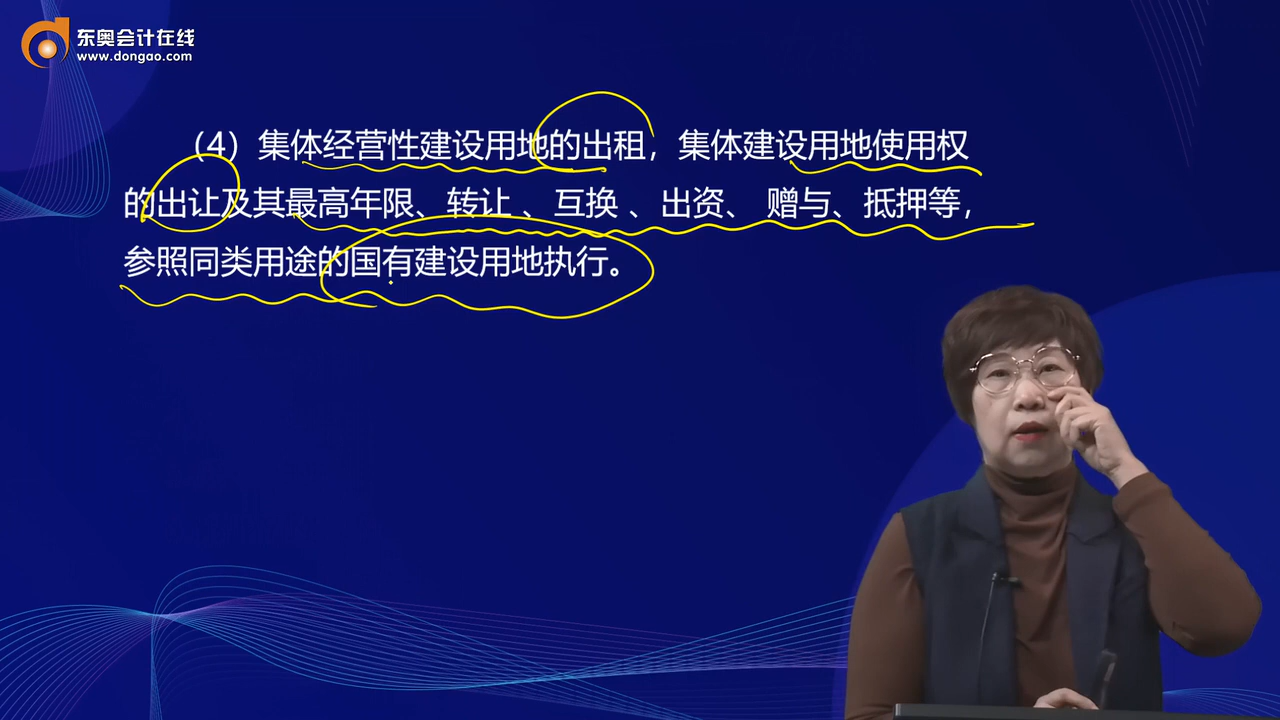 东奥会计在线
www.dongao.com
（4）集体经营性建设用地的出租，集体建设用地使用权
的出让及其最高年限、转让 、互换 、出资、 赠与、抵押等，
参照同类用途的国有建设用地执行。